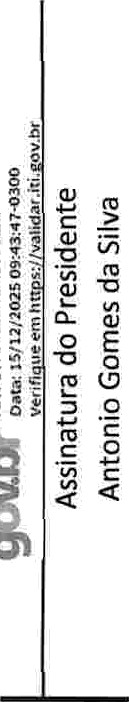 gov.br
Data: 15/12/2025 09:43:47-0300
Verifique em https://validar.iti.gov.br
Assinatura do Presidente
Antonio Gomes da Silva